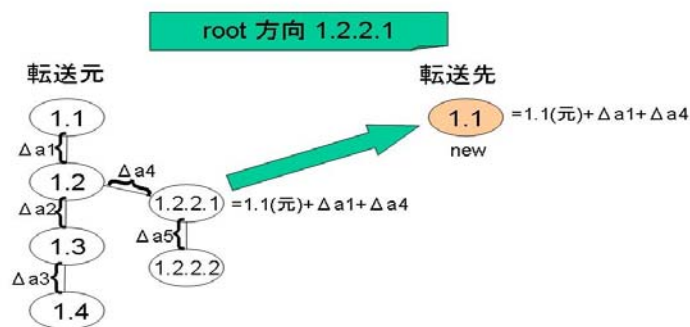 root 方向 1.2.2.1
転送元
転送先
1.1
1.1
=1.1(元)+Δa1+Δa4
new
Δa1
1.2
Δa4
1.2.2.1
=1.1(元)+Δa1+Δa4
Δa2
1.3
Δa5
1.2.2.2
Δa3
1.4